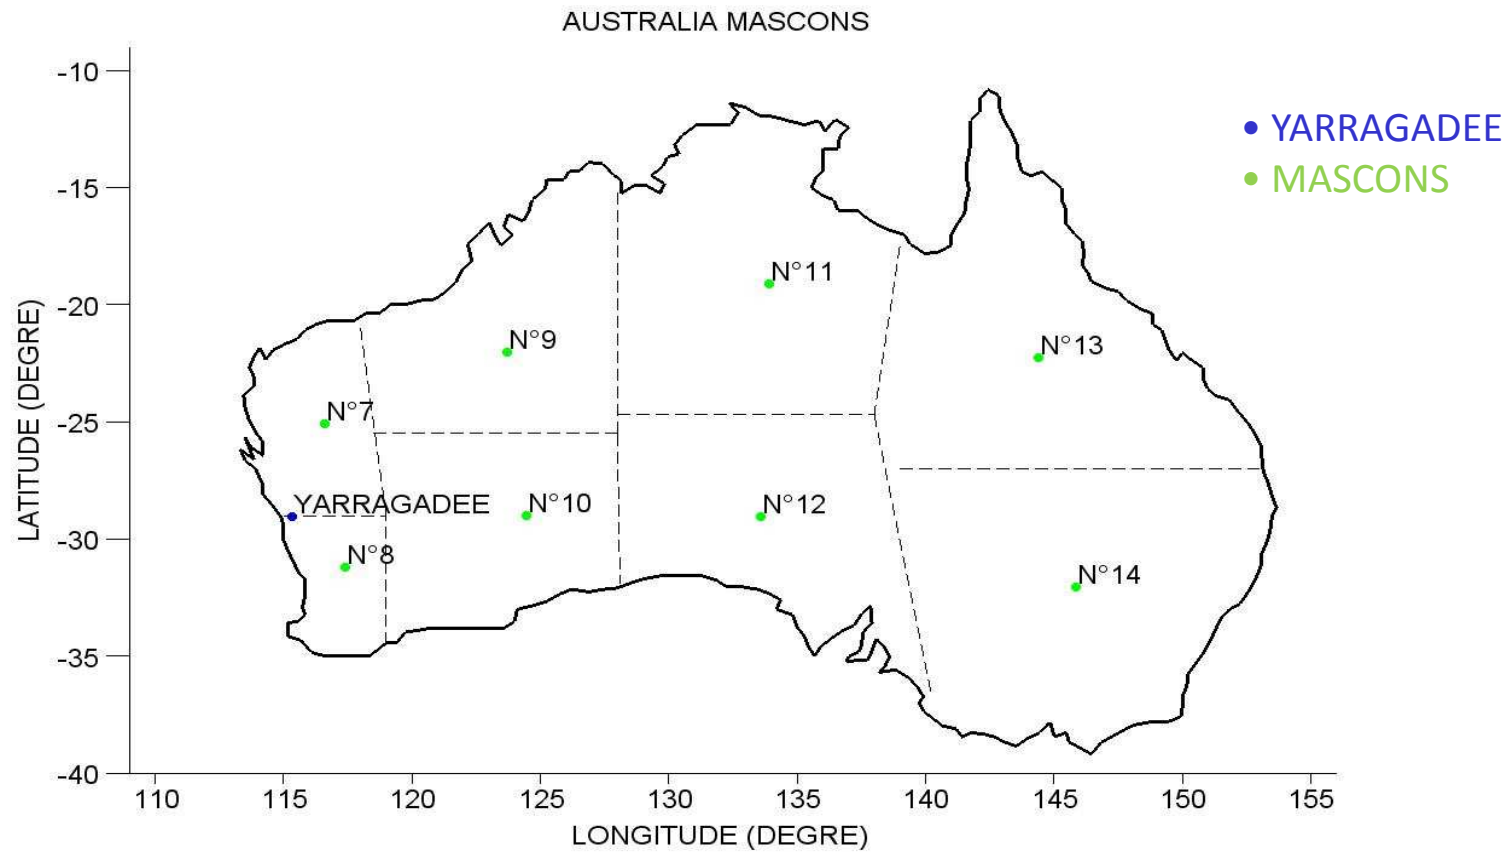 AUSTRALIA MASCONS
-10
YARRAGADEE
MASCONS
-15
N°11
-20
N°9
N°13
LATITUDE (DEGRE)
N°7
-25
YARRAGADEE
N°10
N°12
-30
N°8
N°14
-35
-40
110 115 120 125 130 135 140 145 150 155
LONGITUDE (DEGRE)